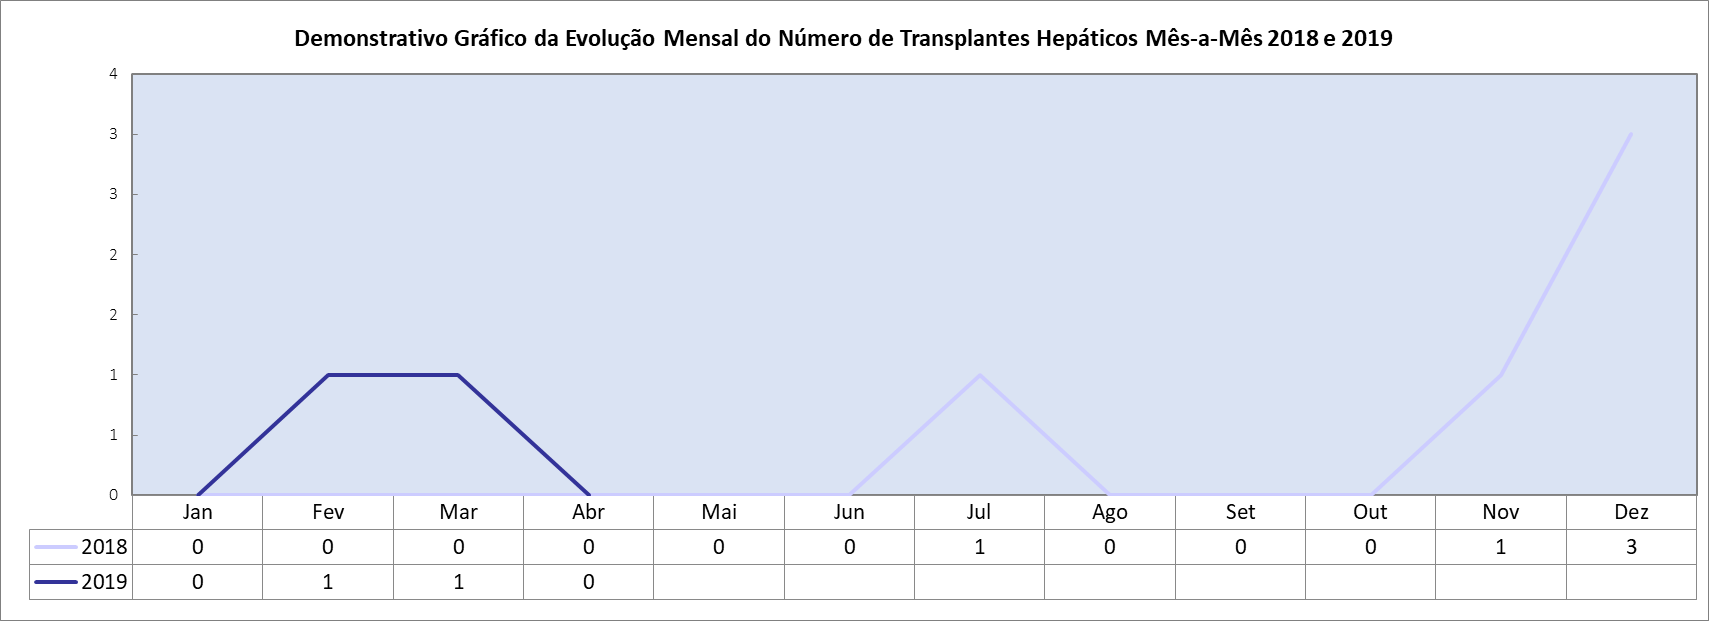 Demonstrativo Gráfico da Evolução Mensal do Número de Transplantes Hepáticos Mês-a-Mês 2018 e 2019
4
3
3
2
2
1
1
0
Jan Fev Mar Abr Mai Jun Jul Ago Set Out Nov Dez
2018 0 0 0 0 0 0 1 0 0 0 1 3
2019 0 1 1 0